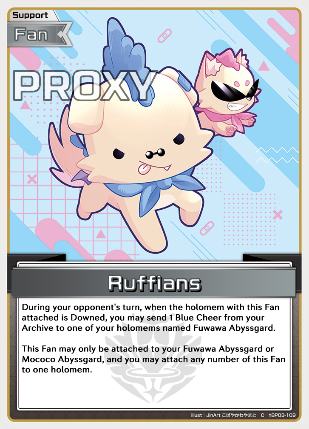 Support
Fan
PROXY
Ruffians
During your opponent's turn, when the holomem with this Fan
attached is Downed, you may send 1 Blue Cheer from your
Archive to one of your holomems named Fuwawa Abyssgard.
This Fan may only be attached to your Fuwawa Abyssgard or
Mococo Abyssgard, and you may attach any number of this Fan
to one holomem.
Illust : JinArt
C